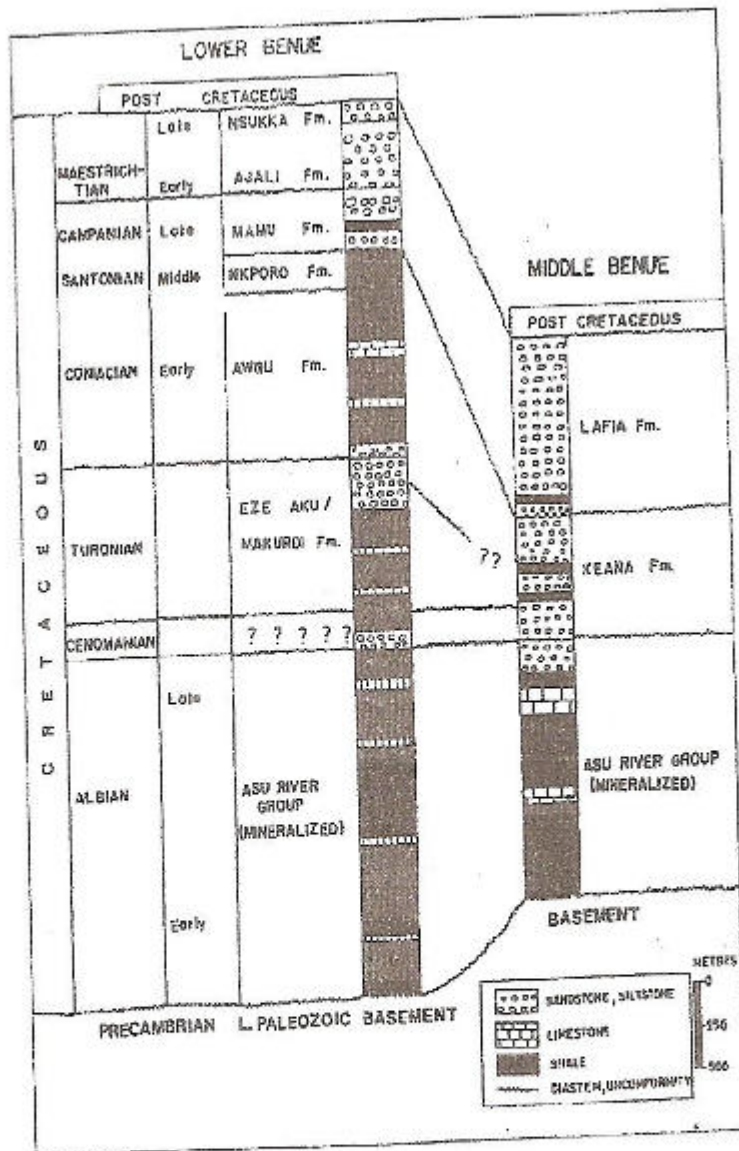 LOWER BENUE
POST CRETACEOUS
CRETACEOUS
MAESTRICH-
TIAN
Late
NSUKKA Fm.
Early
AJALI Fm.
CAMPANIAN
Late
MAMU Fm.
SANTONIAN
Middle
NKPORO Fm.
CONIACIAN
Early
AWGU Fm.
TURONIAN
EZE AKU /
MAKURDI Fm.
CENOMANIAN
? ? ? ? ?
ALBIAN
Late
Early
ASU RIVER
GROUP
(MINERALIZED)
PRECAMBRIAN L. PALEOZOIC BASEMENT
??
MIDDLE BENUE
POST CRETACEOUS
LAFIA Fm.
KEANA Fm.
ASU RIVER GROUP
(MINERALIZED)
BASEMENT
SANDSTONE, SILTSTONE
LIMESTONE
SHALE
DIASTEM, UNCONFORMITY
METRES
0